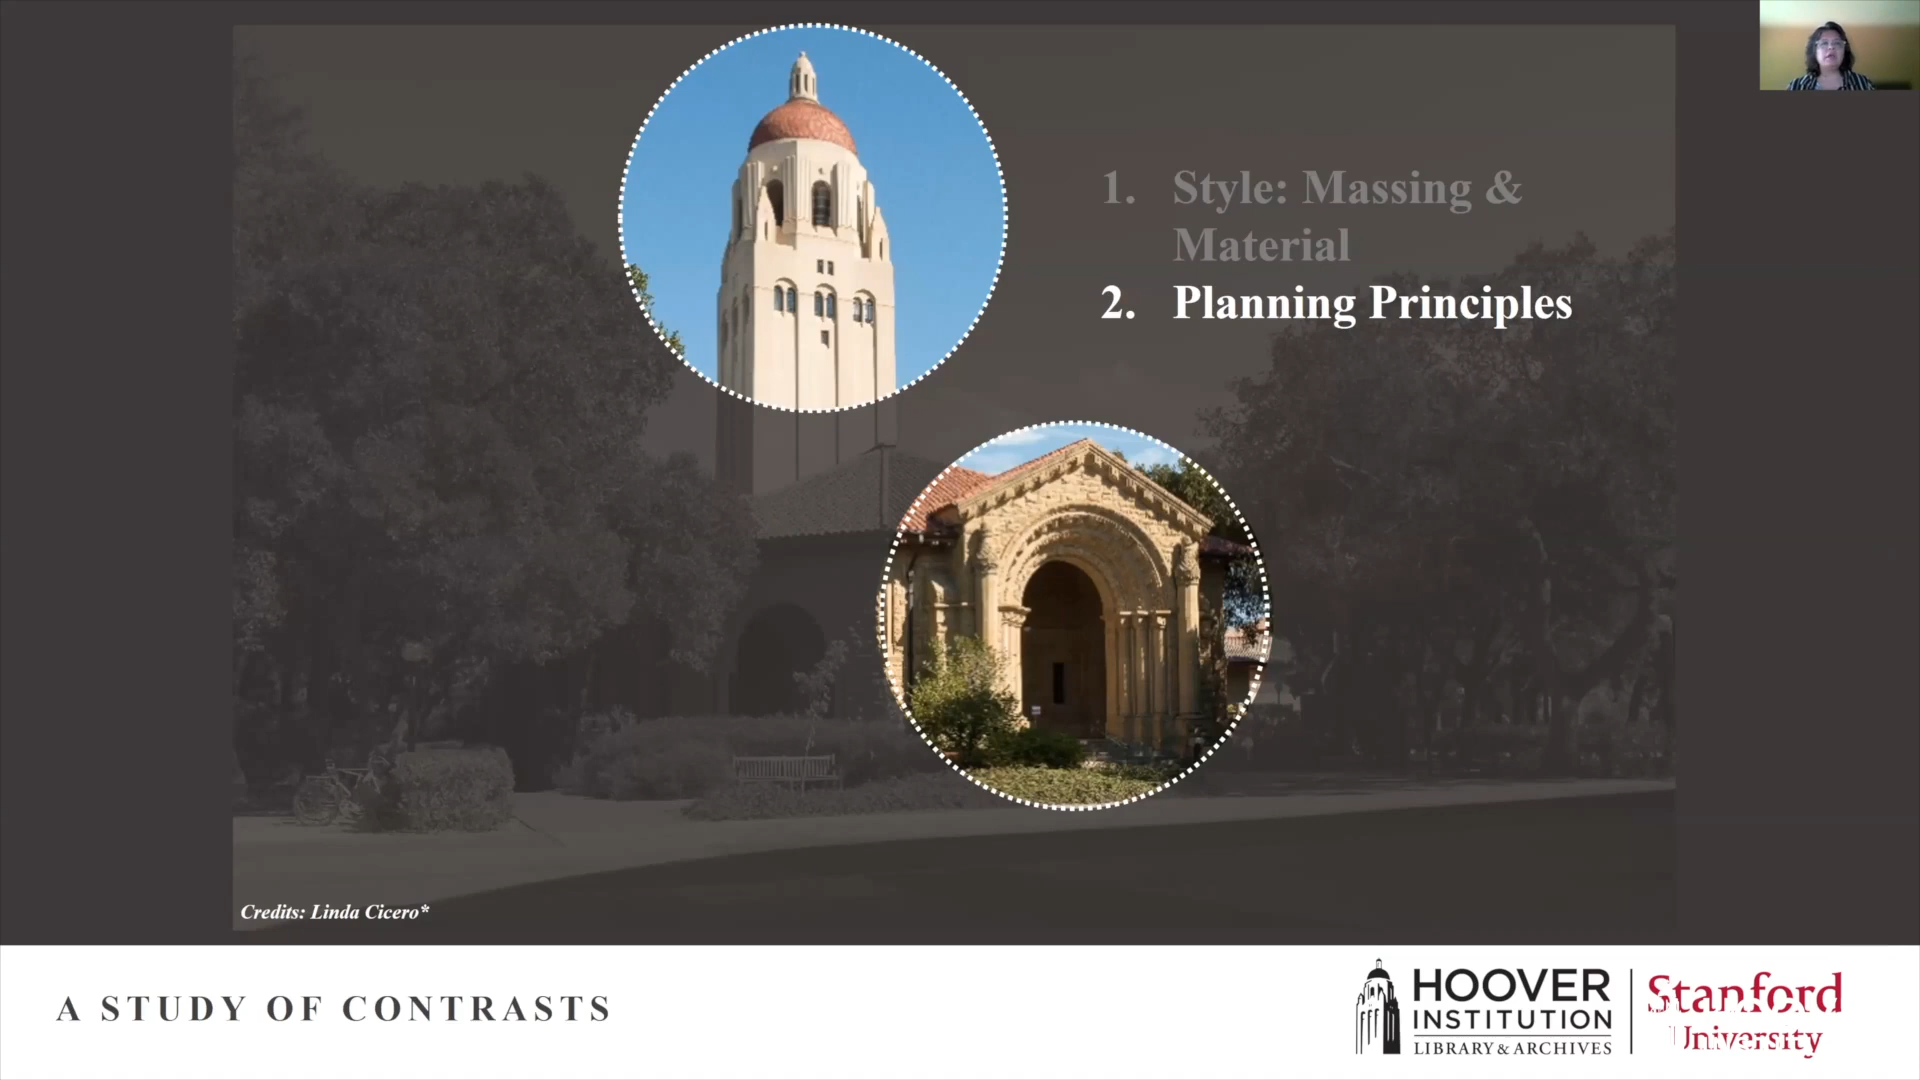 1. Style: Massing &
Material
2. Planning Principles
Credits: Linda Cicero*
A STUDY OF CONTRASTS
HOOVER
INSTITUTION
LIBRARY & ARCHIVES
Stanford
University